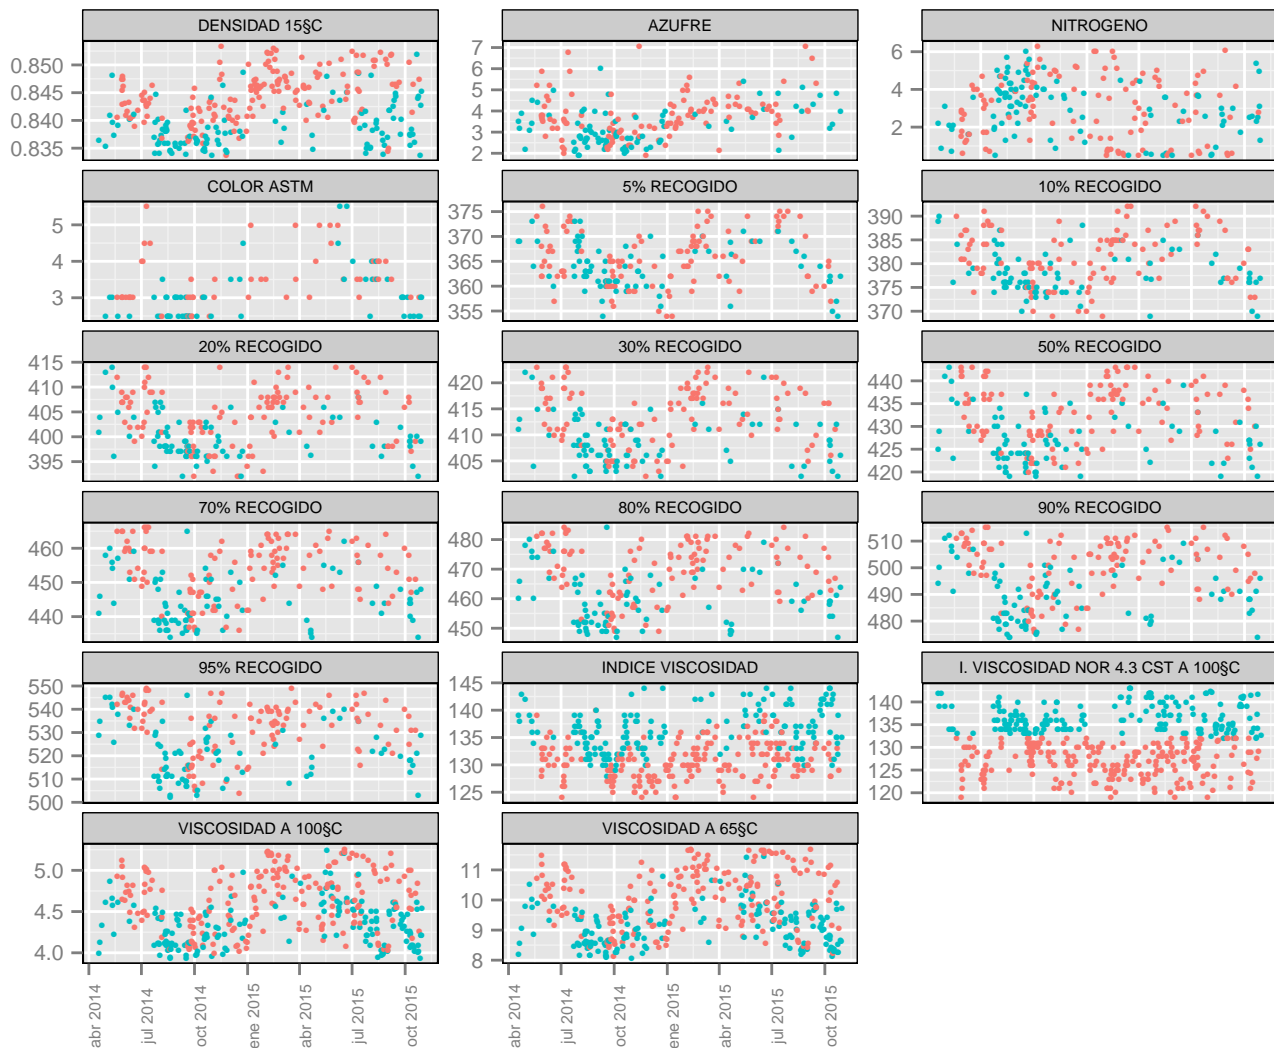 DENSIDAD 15§C
AZUFRE
NITROGENO
0.850
0.845
0.840
0.835
7
6
5
4
3
2
6
4
2
COLOR ASTM
5% RECOGIDO
10% RECOGIDO
5
4
3
375
370
365
360
355
390
385
380
375
370
20% RECOGIDO
30% RECOGIDO
50% RECOGIDO
415
410
405
400
395
420
415
410
405
440
435
430
425
420
70% RECOGIDO
80% RECOGIDO
90% RECOGIDO
460
450
440
480
470
460
450
510
500
490
480
95% RECOGIDO
INDICE VISCOSIDAD
I. VISCOSIDAD NOR 4.3 CST A 100§C
550
540
530
520
510
500
145
140
135
130
125
140
135
130
125
120
VISCOSIDAD A 100§C
VISCOSIDAD A 65§C
5.0
4.5
4.0
11
10
9
8
abr 2014
jul 2014
oct 2014
ene 2015
abr 2015
jul 2015
oct 2015
abr 2014
jul 2014
oct 2014
ene 2015
abr 2015
jul 2015
oct 2015